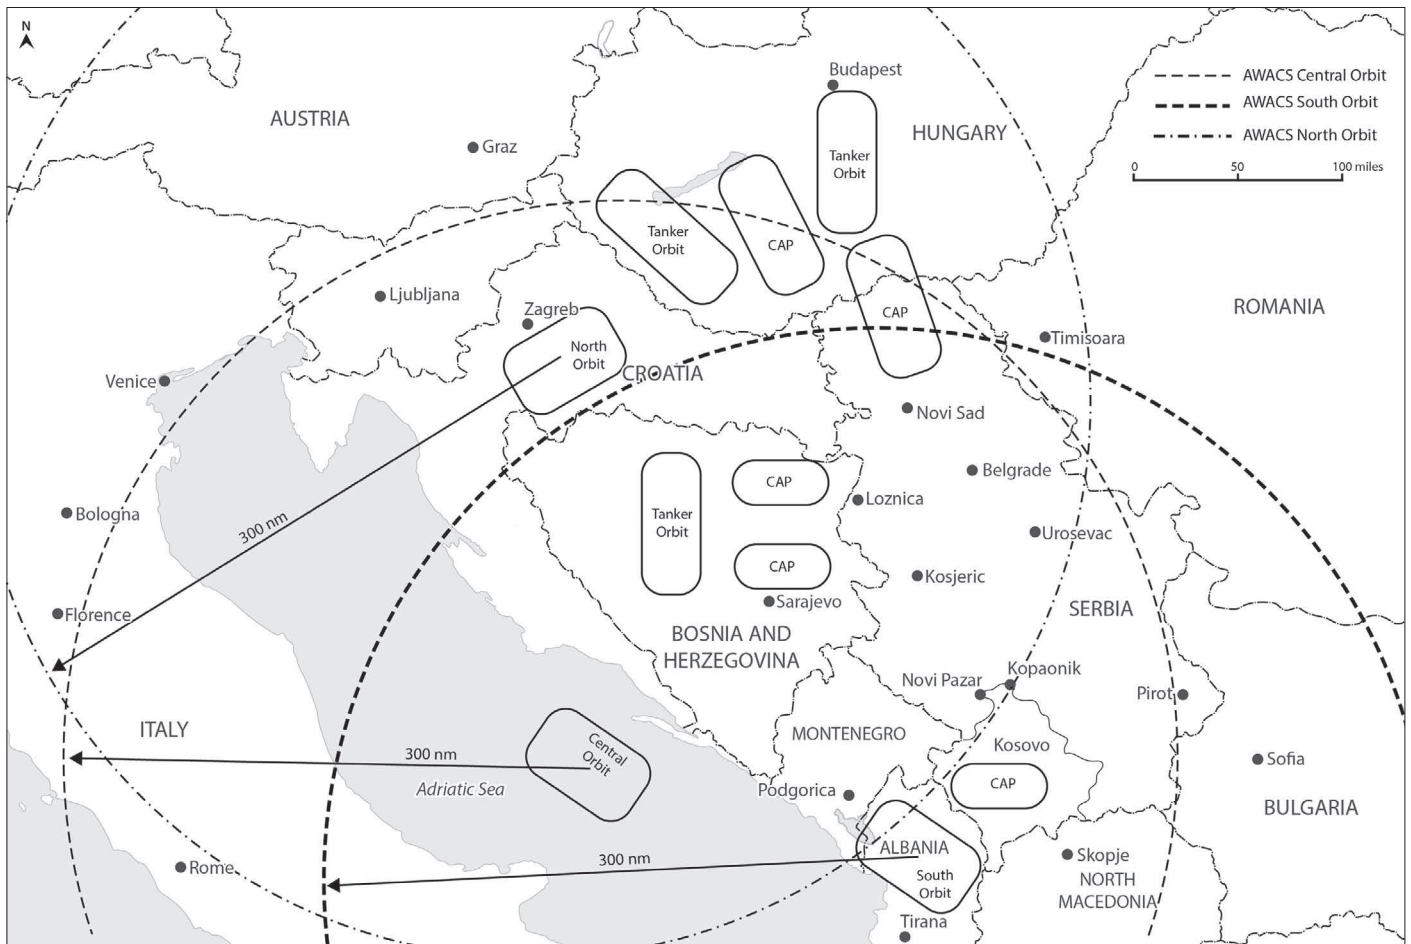 N
Budapest
AWACS Central Orbit
AWACS South Orbit
AWACS North Orbit
0 50 100 miles
AUSTRIA
HUNGARY
Graz
Tanker
Orbit
Tanker
Orbit
CAP
Ljubljana
Zagreb
CAP
ROMANIA
Timisoara
North
Orbit
CROATIA
Venice
Novi Sad
Belgrade
CAP
Loznica
Bologna
300 nm
Tanker
Orbit
Urosevac
CAP
Kosjeric
Sarajevo
Florence
SERBIA
BOSNIA AND
HERZEGOVINA
Kopaonik
Novi Pazar
Pirot
ITALY
MONTENEGRO
Kosovo
Central
Orbit
300 nm
Sofia
Adriatic Sea
Podgorica
CAP
BULGARIA
ALBANIA
300 nm
Skopje
Rome
South
Orbit
NORTH
MACEDONIA
Tirana